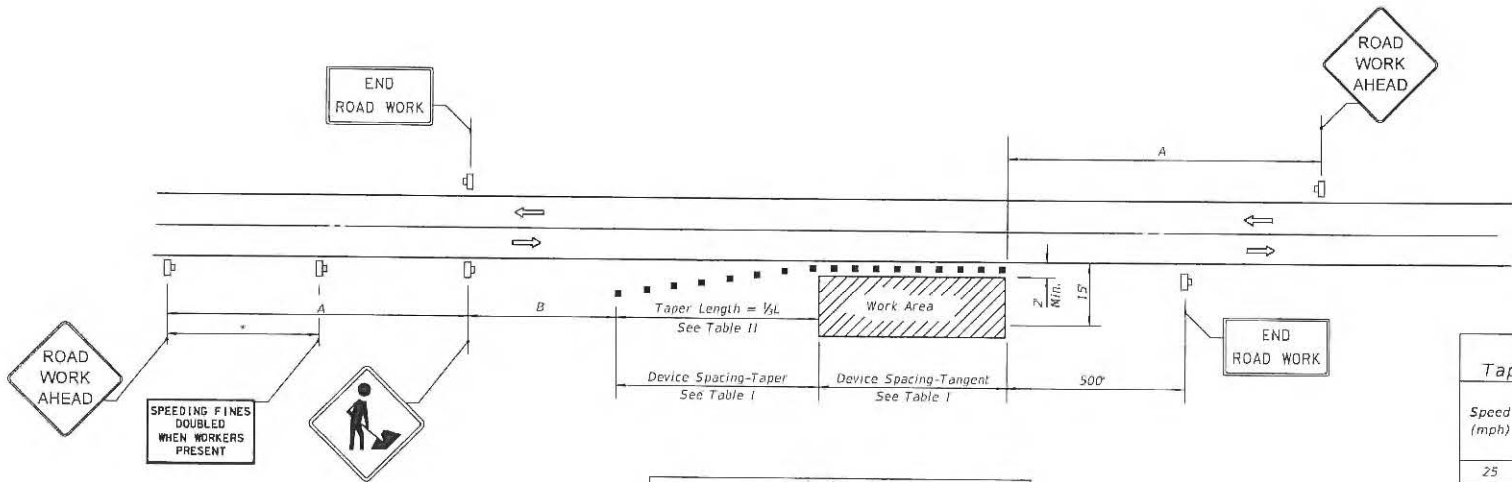 ROAD
WORK
AHEAD
END
ROAD WORK
A
A
B
Taper Length = ⅓L
See Table II
Work Area
2'
Min.
15'
*
ROAD
WORK
AHEAD
SPEEDING FINES
DOUBLED
WHEN WORKERS
PRESENT
Device Spacing-Taper
See Table I
Device Spacing-Tangent
See Table I
500'
END
ROAD WORK
Tap
Speed
(mph)
25